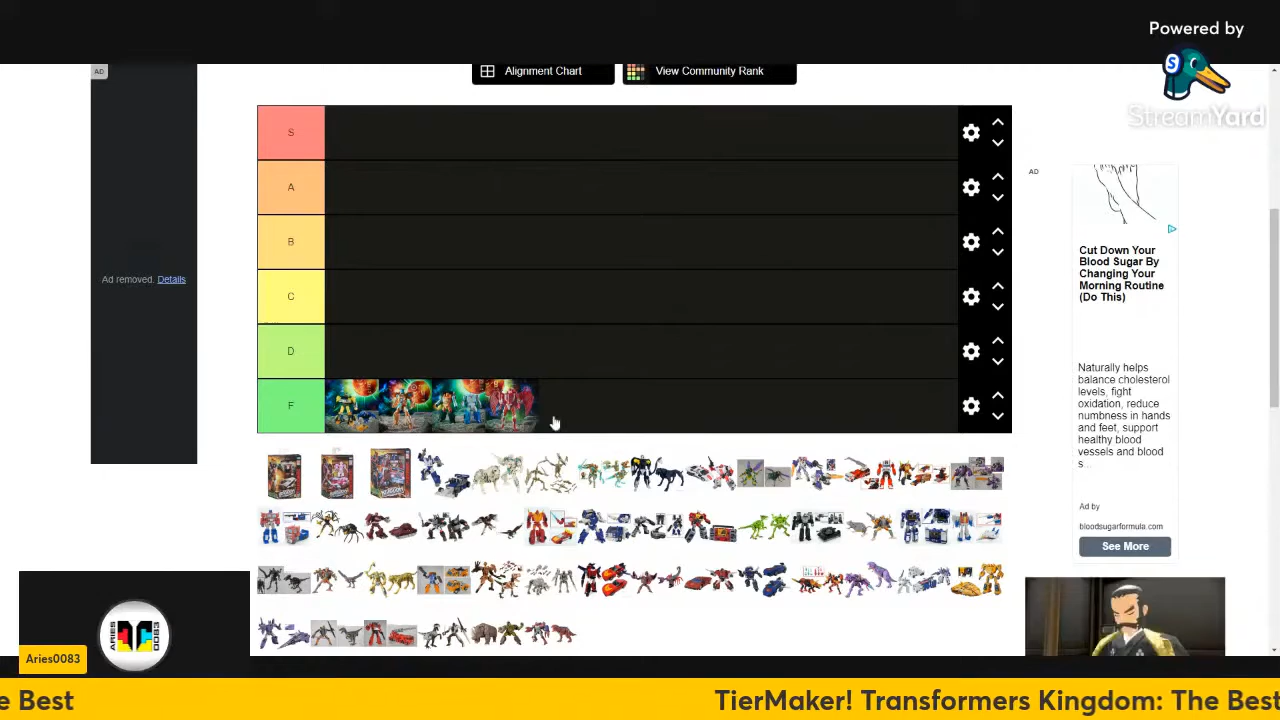 Powered by
StreamYard
AD
Alignment Chart
View Community Rank
S
A
B
C
D
F
Ad removed. Details
AD
Cut Down Your
Blood Sugar By
Changing Your
Morning Routine
(Do This)
Naturally helps
balance cholesterol
levels, fight
oxidation, reduce
numbness in hands
and feet, support
healthy blood
vessels and blood
s...
Ad by
bloodsugarformula.com
See More
ARIES
0083
Aries0083
e Best
TierMaker! Transformers Kingdom: The Best